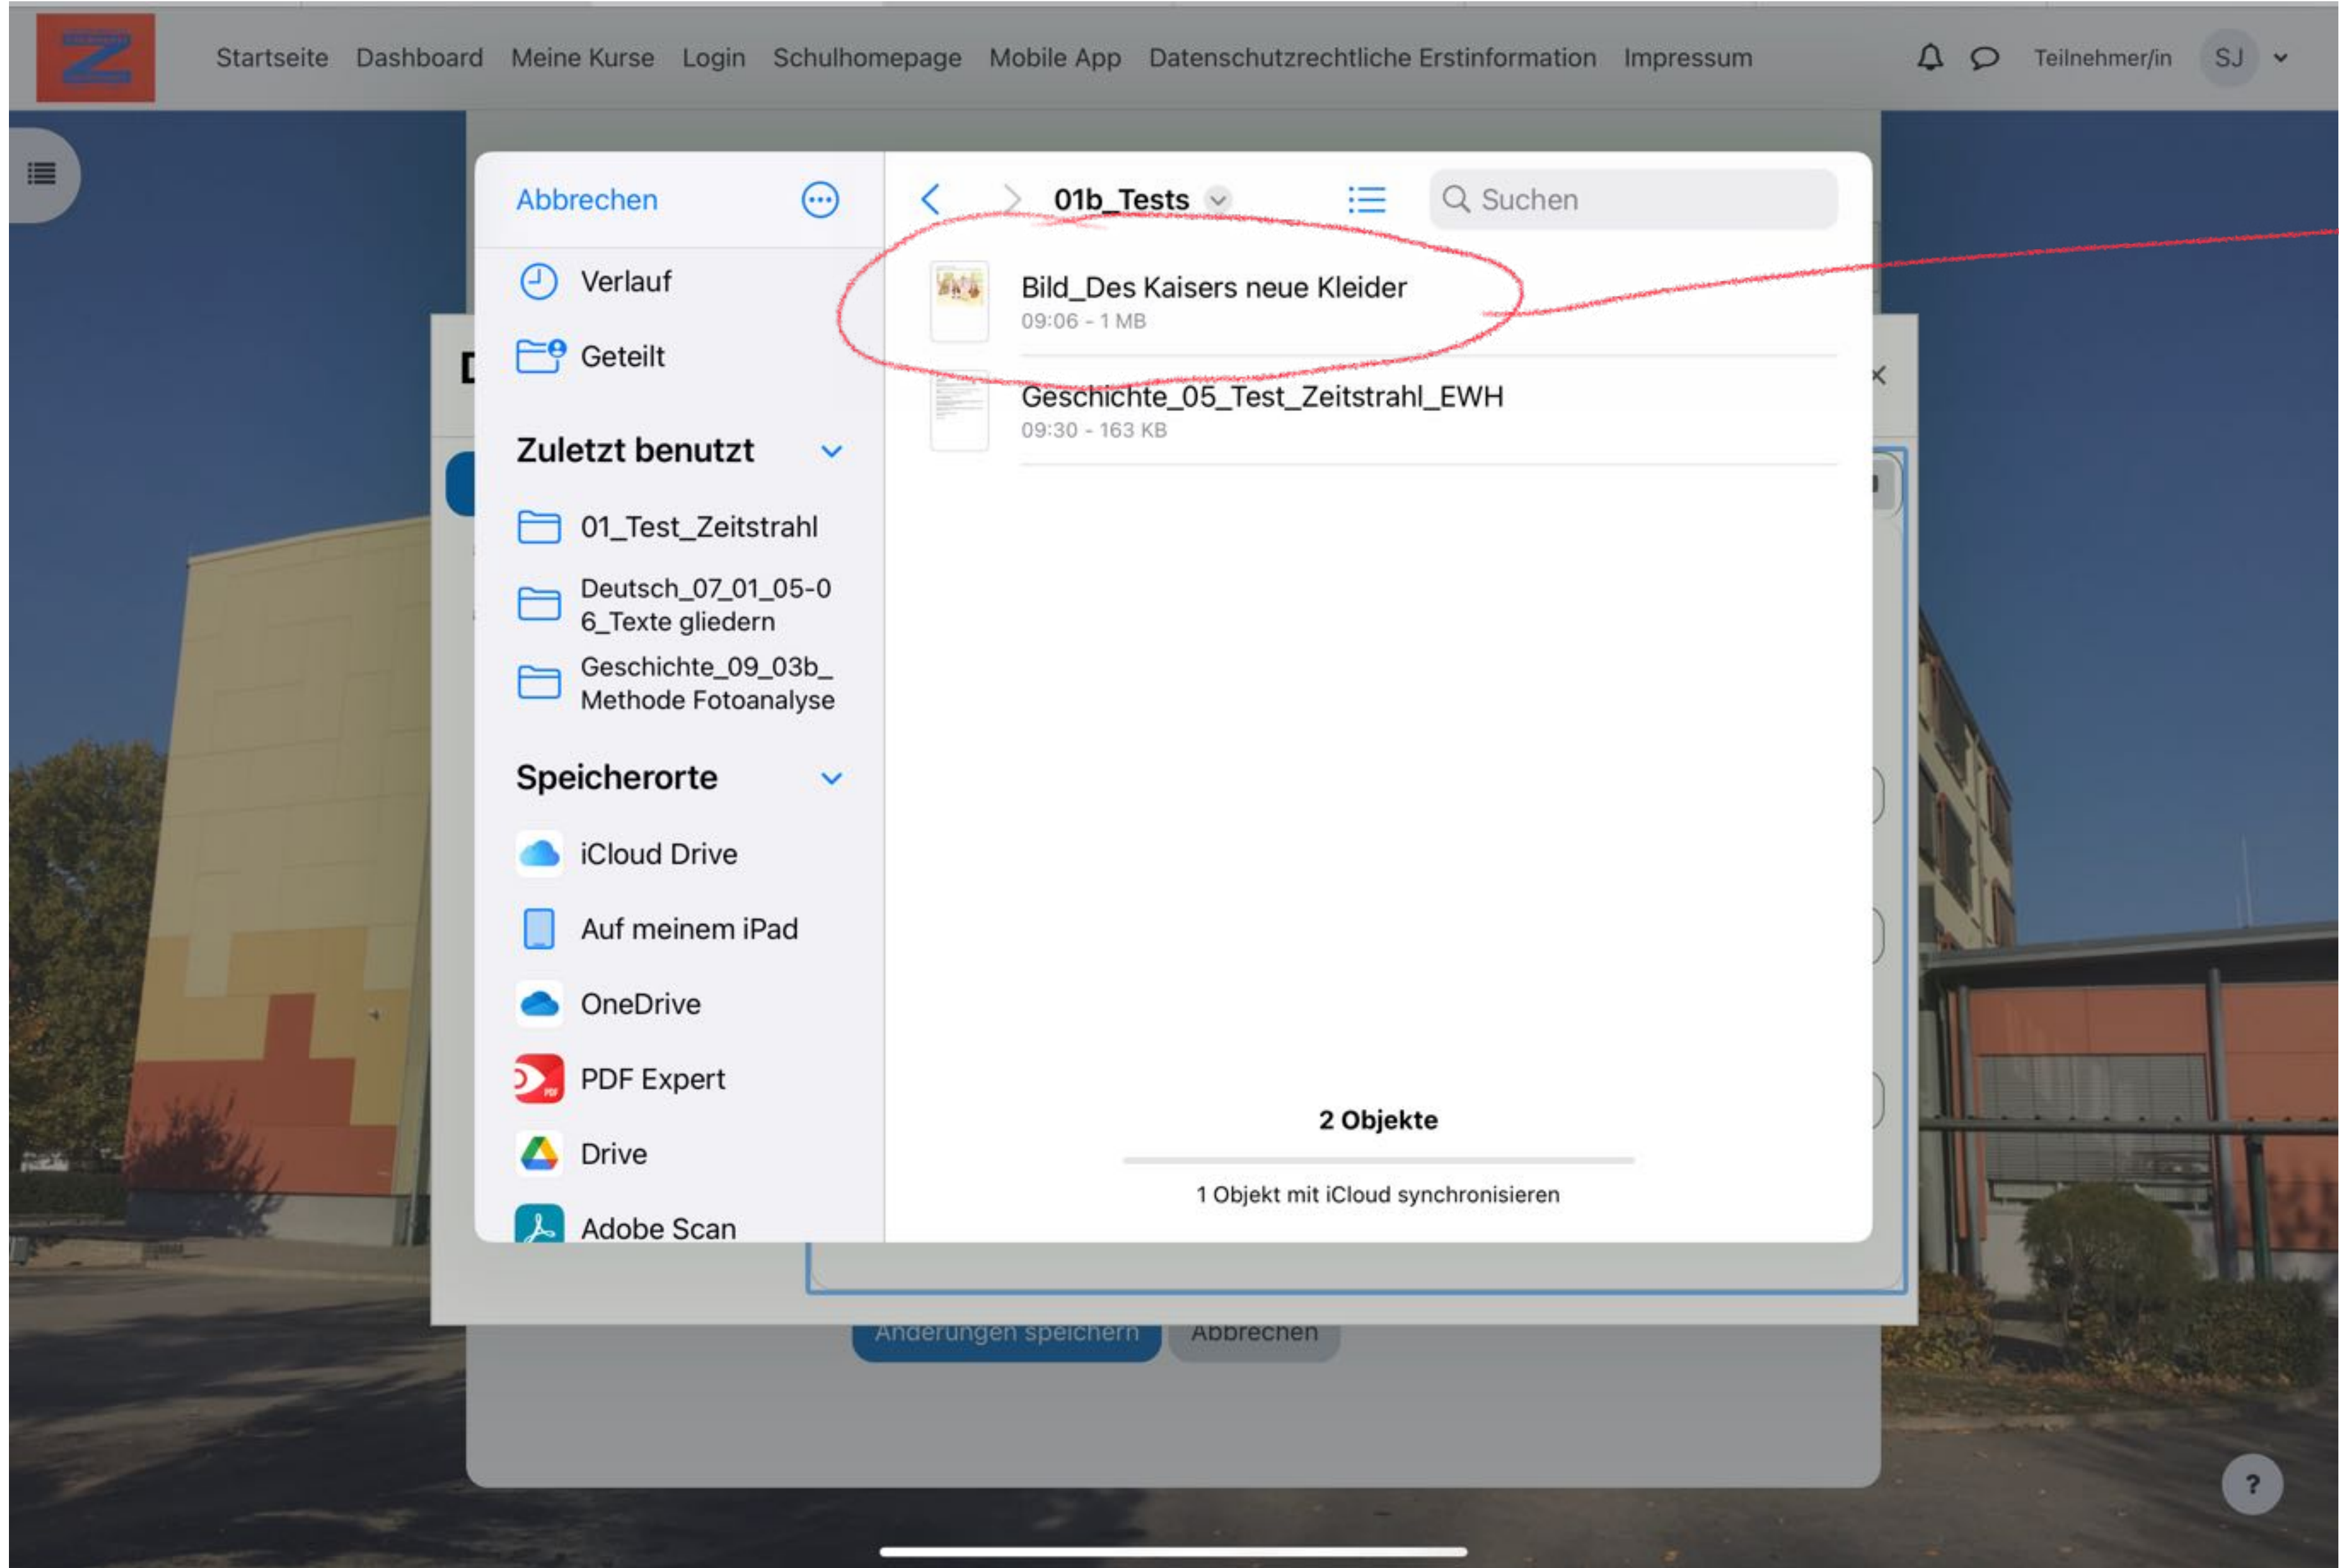 Startseite Dashboard Meine Kurse Login Schulhomepage Mobile App Datenschutzrechtliche Erstinformation Impressum Teilnehmer/in SJ
Abbrechen
Verlauf
Geteilt
Zuletzt benutzt
01_Test_Zeitstrahl
Deutsch_07_01_05-0
6_Texte gliedern
Geschichte_09_03b_
Methode Fotoanalyse
Speicherorte
iCloud Drive
Auf meinem iPad
OneDrive
PDF Expert
Drive
Adobe Scan
01b_Tests
Suchen
Bild_Des Kaisers neue Kleider
09:06 - 1 MB
Geschichte_05_Test_Zeitstrahl_EWH
09:30 - 163 KB
2 Objekte
1 Objekt mit iCloud synchronisieren
Änderungen speichern Abbrechen
?